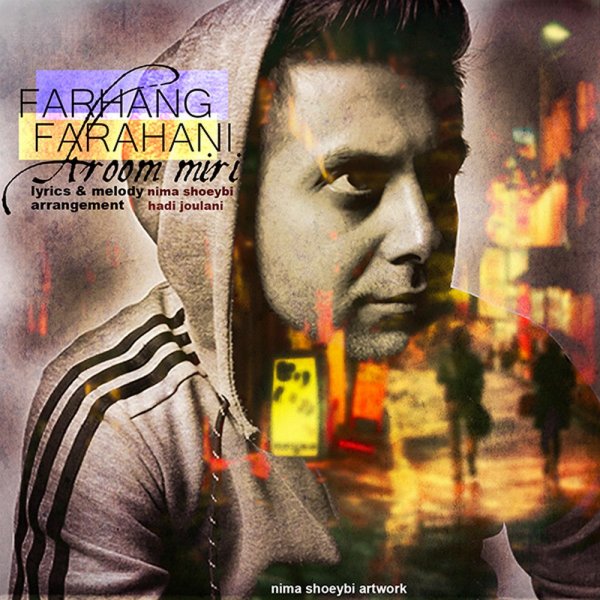 FARHANG
FARAHANI
Aroom miri
lyrics & melody nima shoeybi
arrangement hadi joulani
nima shoeybi artwork